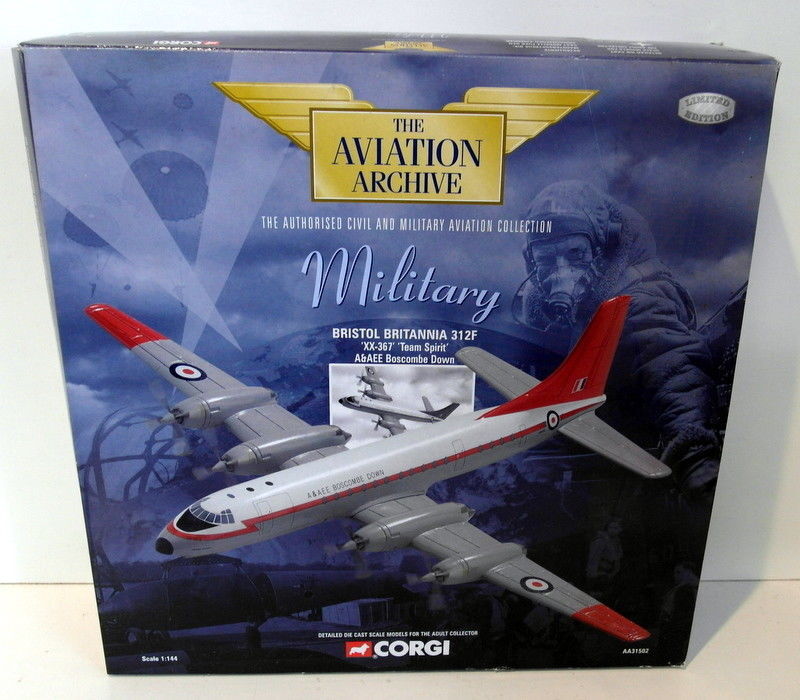 CORGI
LIMITED
EDITION
THE
AVIATION
ARCHIVE
THE AUTHORISED CIVIL AND MILITARY AVIATION COLLECTION
Military
BRISTOL BRITANNIA 312F
'XX-367' 'Team Spirit'
A&AEE Boscombe Down
A&AEE BOSCOMBE DOWN
DETAILED DIE CAST SCALE MODELS FOR THE ADULT COLLECTOR
CORGI
Scale 1:144
AA31502